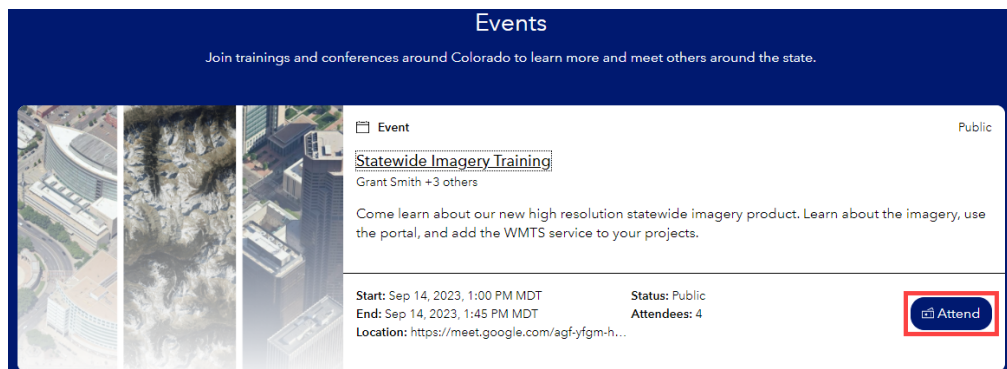 Events
Join trainings and conferences around Colorado to learn more and meet others around the state.
Event
Public
Statewide Imagery Training
Grant Smith +3 others
Come learn about our new high resolution statewide imagery product. Learn about the imagery, use
the portal, and add the WMTS service to your projects.
Start: Sep 14, 2023, 1:00 PM MDT
End: Sep 14, 2023, 1:45 PM MDT
Location: https://meet.google.com/agf-yfgm-h...
Status: Public
Attendees: 4
Attend